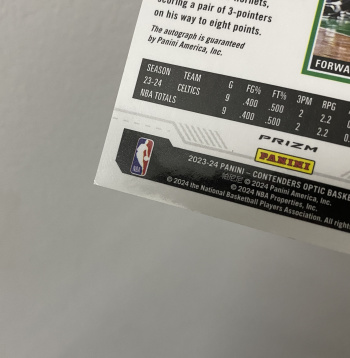 Hornets,
scoring a pair of 3-pointers
on his way to eight points.
The autograph is guaranteed
by Panini America, Inc.
FORWA
SEASON TEAM G FG% FT% 3PM RPG
23-24 CELTICS 9 .400 .500 2 2.2
NBA TOTALS 9 .400 .500 2 2.2
PRIZM
PANINI
2023-24 PANINI - CONTENDERS OPTIC BASKE
© 2024 Panini America, Inc.
© 2024 NBA Properties, Inc.
© 2024 the National Basketball Players Association. All right